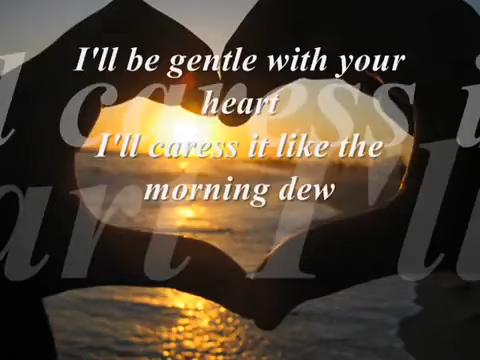 I'll be gentle with your
heart
I'll caress it like the
morning dew